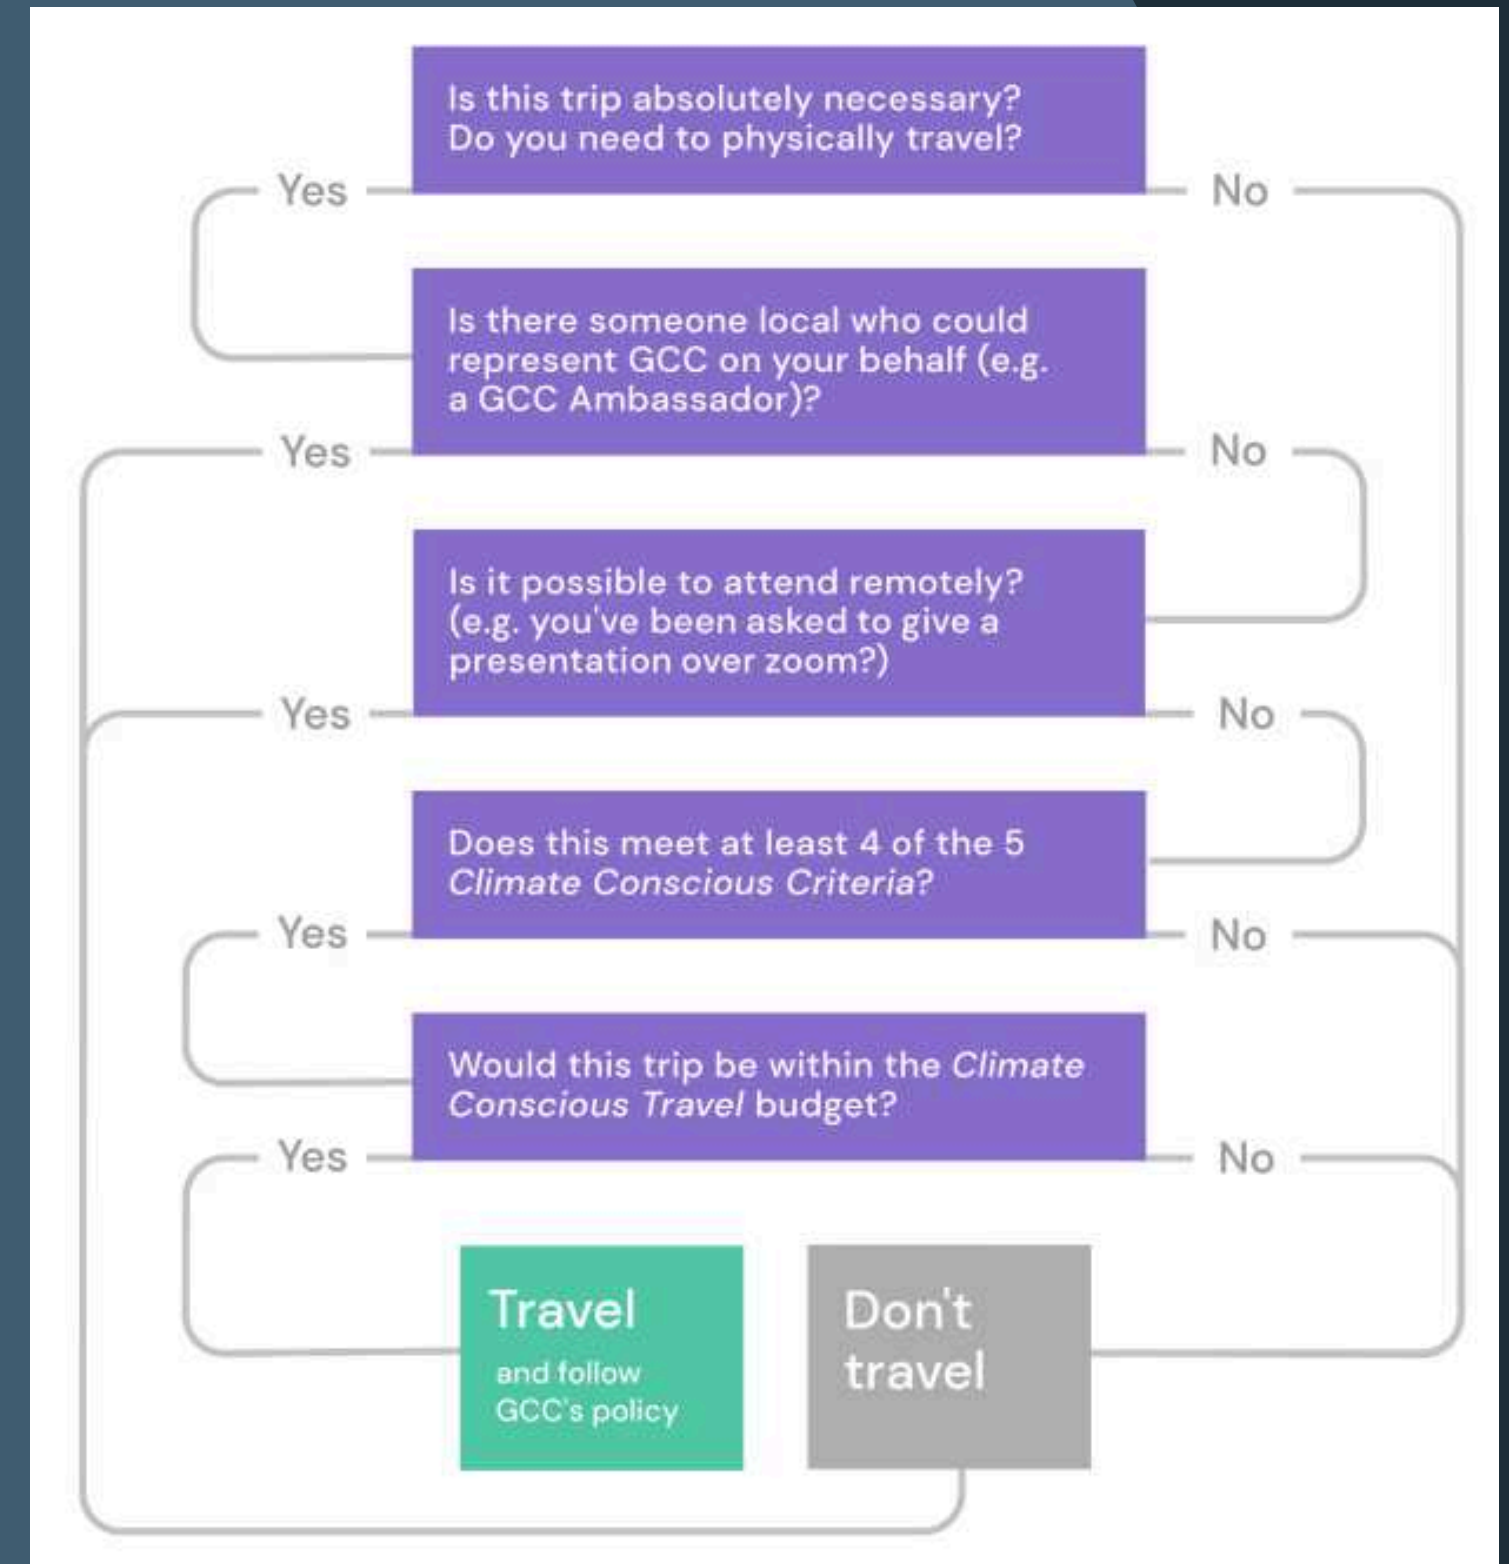 Is this trip absolutely necessary?
Do you need to physically travel?
Yes
No
Is there someone local who could
represent GCC on your behalf (e.g.
a GCC Ambassador)?
Yes
No
Is it possible to attend remotely?
(e.g. you've been asked to give a
presentation over zoom?)
Yes
No
Does this meet at least 4 of the 5
Climate Conscious Criteria?
Yes
No
Would this trip be within the Climate
Conscious Travel budget?
Yes
No
Travel
and follow
GCC's policy
Don't
travel